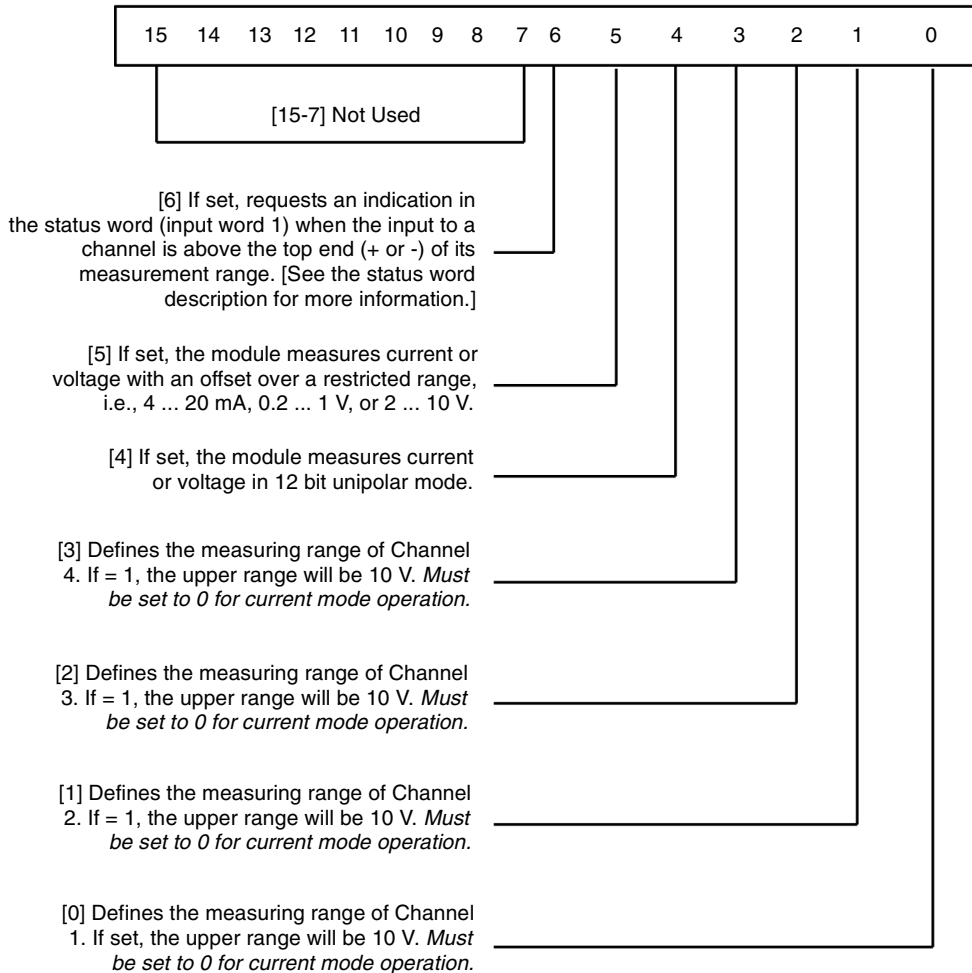 15 14 13 12 11 10 9 8 7 6 5 4 3 2 1 0
[15-7] Not Used
[6] If set, requests an indication in
the status word (input word 1) when the input to a
channel is above the top end (+ or -) of its
measurement range. [See the status word
description for more information.]
[5] If set, the module measures current or
voltage with an offset over a restricted range,
i.e., 4 ... 20 mA, 0.2 ... 1 V, or 2 ... 10 V.
[4] If set, the module measures current
or voltage in 12 bit unipolar mode.
[3] Defines the measuring range of Channel
4. If = 1, the upper range will be 10 V. Must
be set to 0 for current mode operation.
[2] Defines the measuring range of Channel
3. If = 1, the upper range will be 10 V. Must
be set to 0 for current mode operation.
[1] Defines the measuring range of Channel
2. If = 1, the upper range will be 10 V. Must
be set to 0 for current mode operation.
[0] Defines the measuring range of Channel
1. If set, the upper range will be 10 V. Must
be set to 0 for current mode operation.